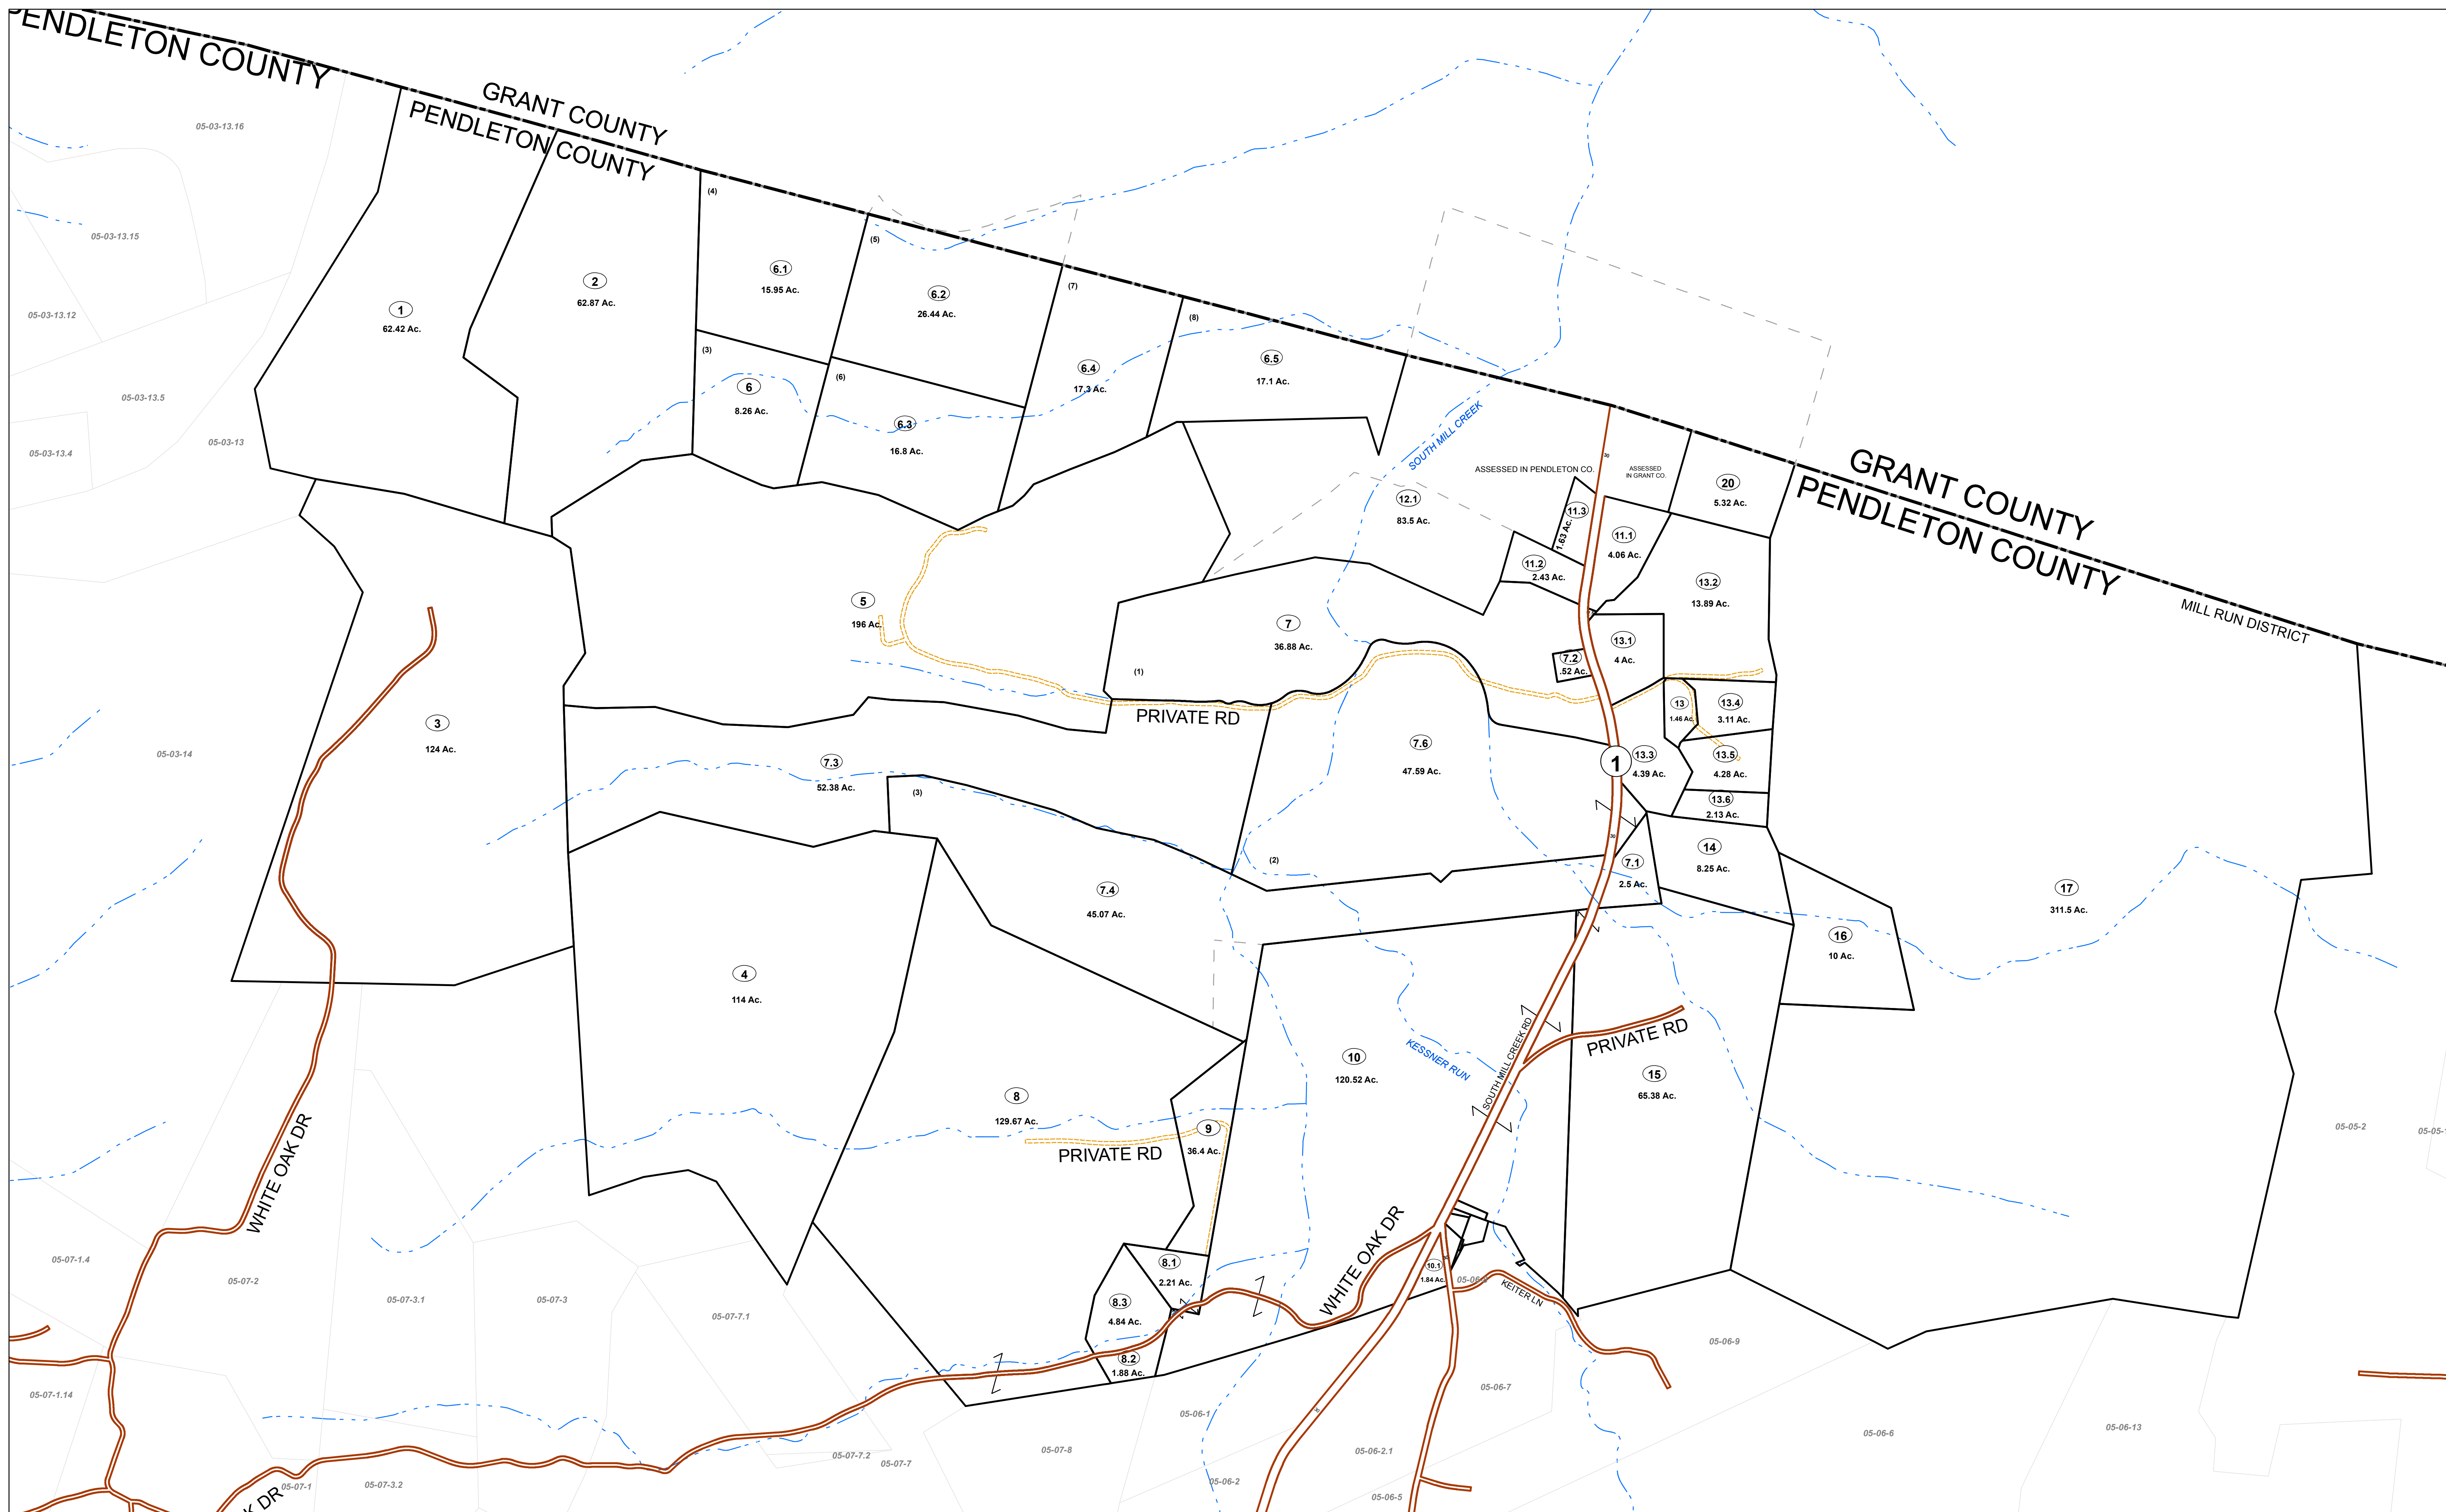 PENDLETON COUNTY
GRANT COUNTY
PENDLETON COUNTY
05-03-13.16
05-03-13.15
05-03-13.12
05-03-13.5
05-03-13.4
05-03-13
05-03-14
1
62.42 Ac.
2
62.87 Ac.
(4)
6.1
15.95 Ac.
(5)
6.2
26.44 Ac.
(7)
(8)
(3)
6
8.26 Ac.
(6)
6.3
16.8 Ac.
6.4
17.3 Ac.
6.5
17.1 Ac.
SOUTH MILL CREEK
ASSESSED IN PENDLETON CO.
30
ASSESSED
IN GRANT CO.
20
5.32 Ac.
GRANT COUNTY
PENDLETON COUNTY
MILL RUN DISTRICT
12.1
83.5 Ac.
11.3
1.63 Ac.
11.1
4.06 Ac.
11.2
2.43 Ac.
13.2
13.89 Ac.
5
196 Ac.
7
36.88 Ac.
(1)
7.2
.52 Ac.
13.1
4 Ac.
PRIVATE RD
13
1.46 Ac.
13.4
3.11 Ac.
3
124 Ac.
7.3
52.38 Ac.
7.6
47.59 Ac.
1
13.3
4.39 Ac.
13.5
4.28 Ac.
13.6
2.13 Ac.
(3)
30
(2)
7.1
2.5 Ac.
14
8.25 Ac.
7.4
45.07 Ac.
17
311.5 Ac.
16
10 Ac.
4
114 Ac.
10
120.52 Ac.
KESSNER RUN
SOUTH MILL CREEK RD
PRIVATE RD
15
65.38 Ac.
8
129.67 Ac.
PRIVATE RD
9
36.4 Ac.
WHITE OAK DR
WHITE OAK DR
05-05-2
8.1
2.21 Ac.
8.3
4.84 Ac.
8.2
1.88 Ac.
30
10.1
1.84 Ac.
KEITER LN
05-07-1.4
05-07-2
05-07-3.1
05-07-3
05-07-7.1
05-06-9
05-07-1.14
05-06-7
05-06-1
30
05-06-13
05-06-6
05-07-8
05-06-2.1
05-07-7.2
05-07-7
05-07-1
05-07-3.2
05-06-2
05-06-5
K DR